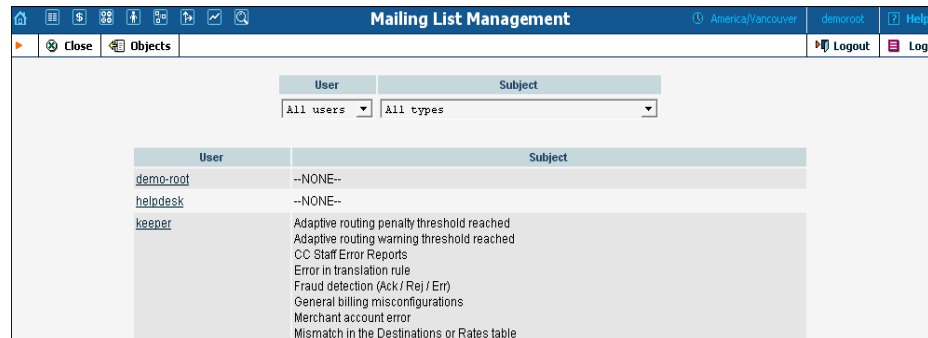 Mailing List Management
America/Vancouver
demoroot
Help
Close
Objects
Logout
Log
User Subject
All users All types
User Subject
demo-root --NONE--
helpdesk --NONE--
keeper Adaptive routing penalty threshold reached
Adaptive routing warning threshold reached
CC Staff Error Reports
Error in translation rule
Fraud detection (Ack / Rej / Err)
General billing misconfigurations
Merchant account error
Mismatch in the Destinations or Rates table